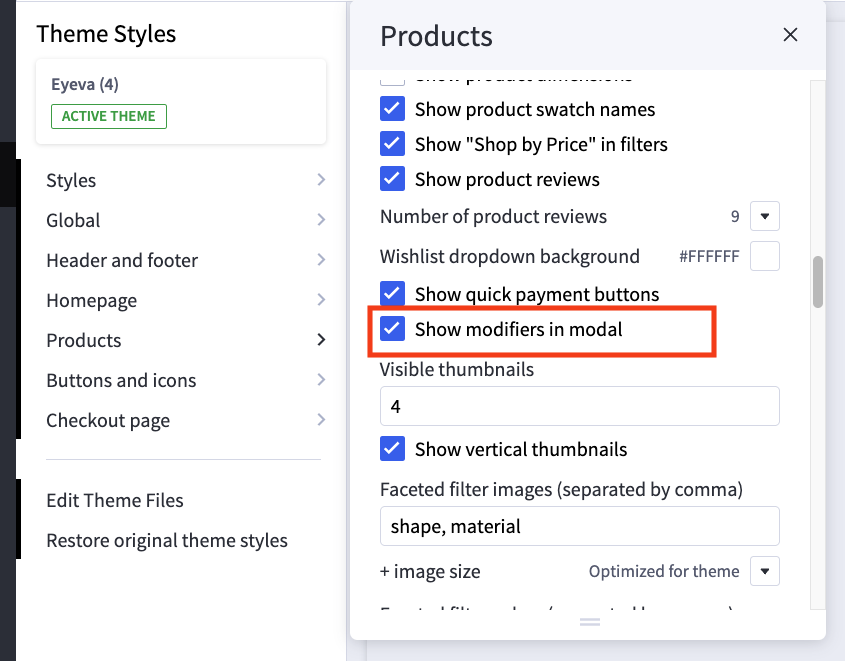 Theme Styles
Eyeva (4)
ACTIVE THEME
Styles
Global
Header and footer
Homepage
Products
Buttons and icons
Checkout page
Edit Theme Files
Restore original theme styles
Products
Show product dimensions
Show product swatch names
Show "Shop by Price" in filters
Show product reviews
Number of product reviews 9
Wishlist dropdown background #FFFFFF
Show quick payment buttons
Show modifiers in modal
Visible thumbnails
4
Show vertical thumbnails
Faceted filter images (separated by comma)
shape, material
+ image size Optimized for theme